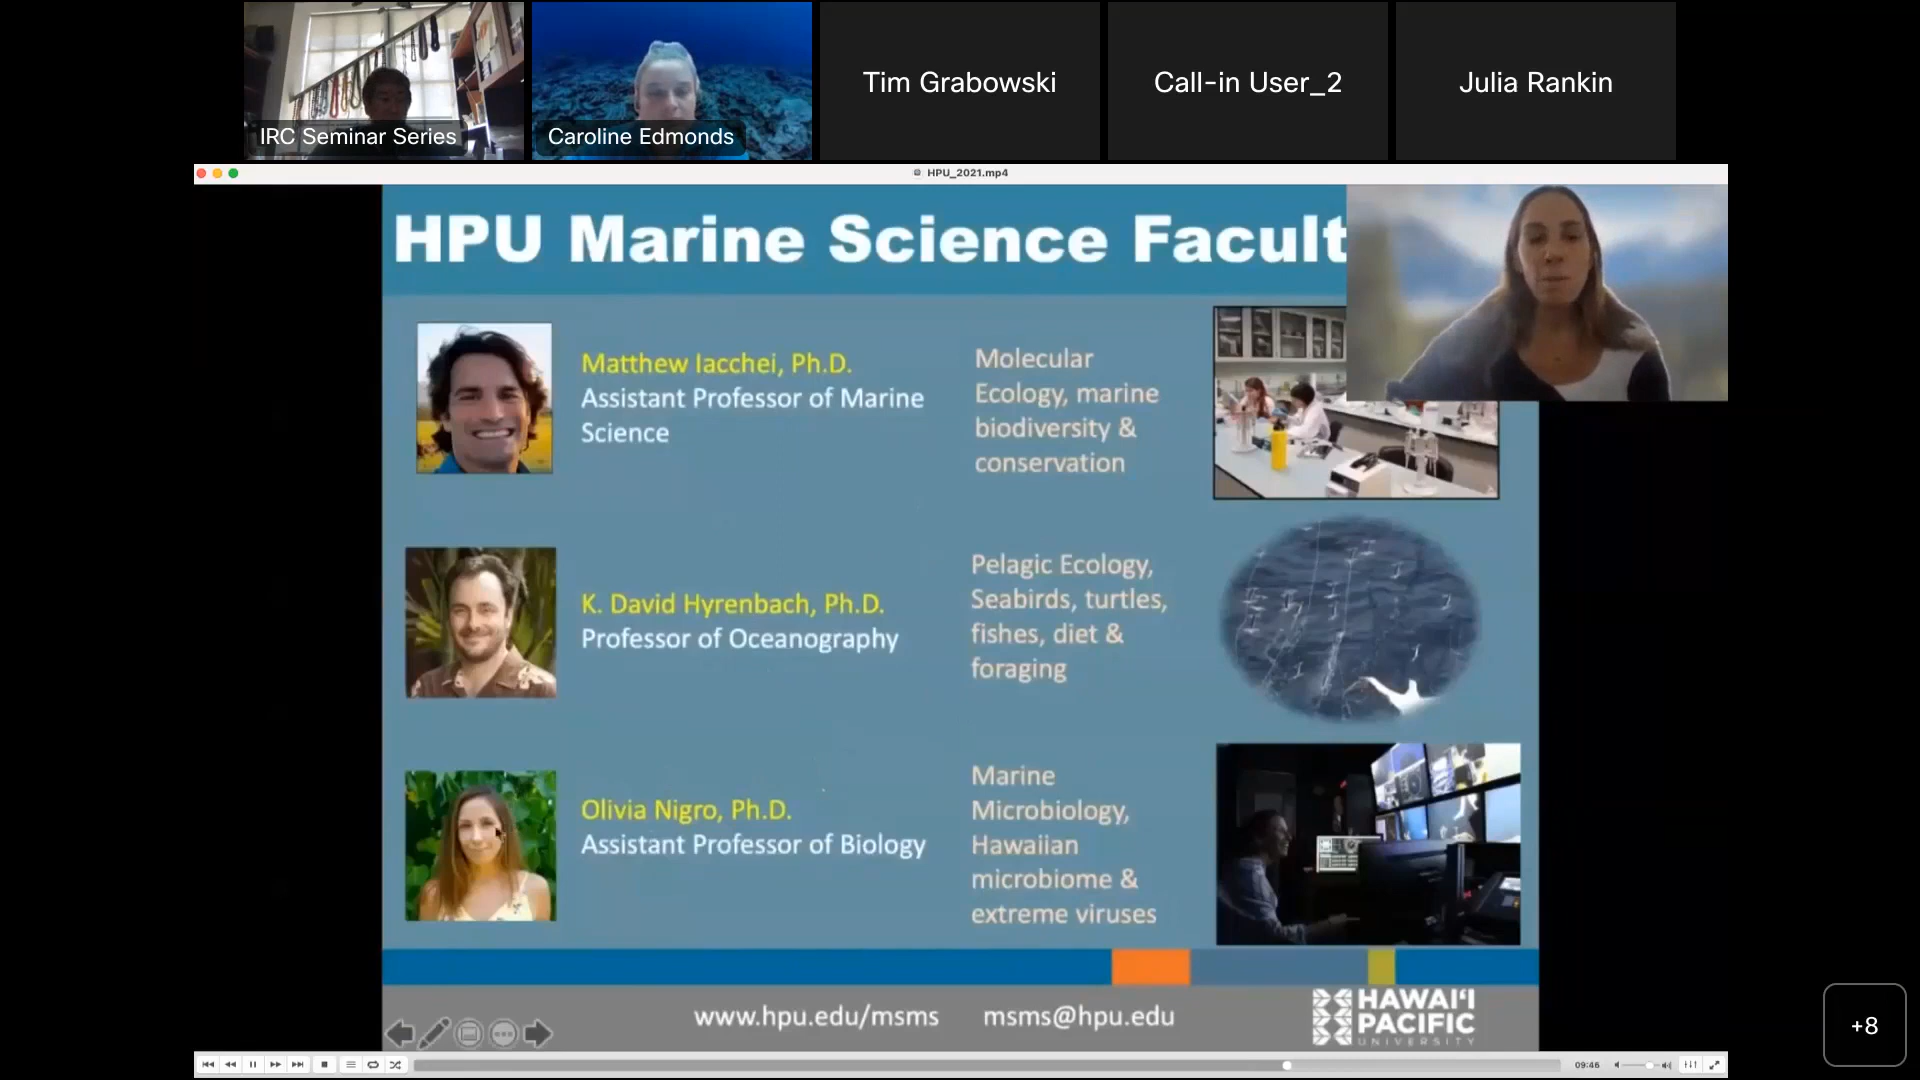 IRC Seminar Series
Caroline Edmonds
Tim Grabowski
Call-in User_2
Julia Rankin
HPU_2021.mp4
HPU Marine Science Facult
Matthew Iacchei, Ph.D.
Assistant Professor of Marine
Science
Molecular
Ecology, marine
biodiversity &
conservation
K. David Hyrenbach, Ph.D.
Professor of Oceanography
Pelagic Ecology,
Seabirds, turtles,
fishes, diet &
foraging
Olivia Nigro, Ph.D.
Assistant Professor of Biology
Marine
Microbiology,
Hawaiian
microbiome &
extreme viruses
www.hpu.edu/msms msms@hpu.edu
HAWAI‘I
PACIFIC
UNIVERSITY
+8
09:46